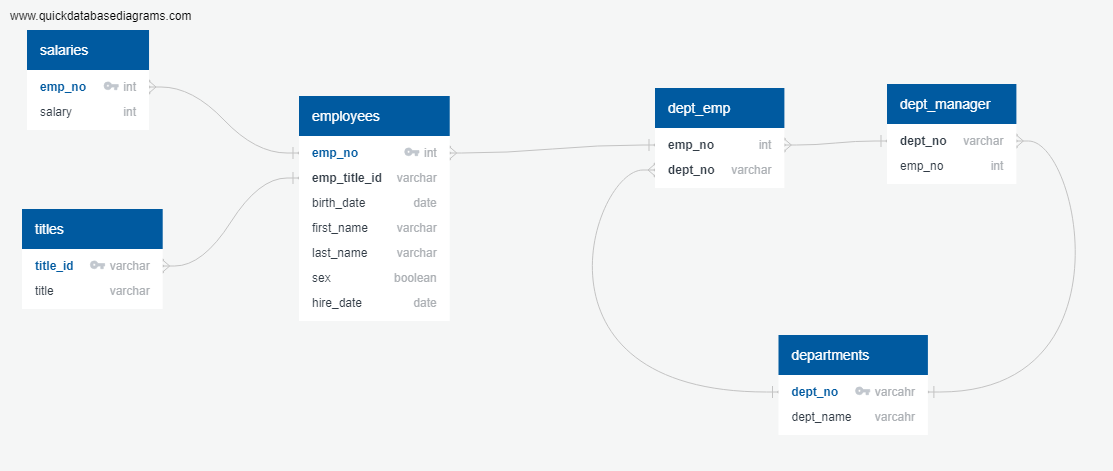 www.quickdatabasediagrams.com
salaries
emp_no int
salary int
titles
title_id varchar
title varchar
employees
emp_no int
emp_title_id varchar
birth_date date
first_name varchar
last_name varchar
sex boolean
hire_date date
dept_emp
emp_no int
dept_no varchar
dept_manager
dept_no varchar
emp_no int
departments
dept_no varcahr
dept_name varcahr